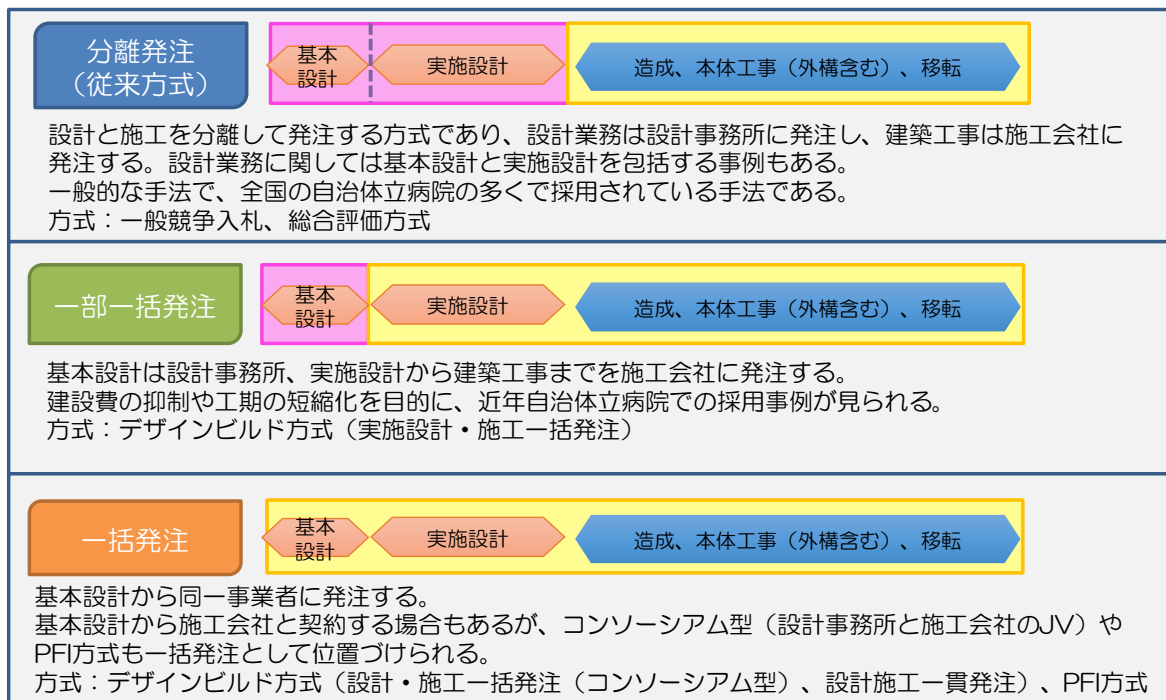 分離発注
（従来方式）
基本
設計
実施設計
造成、本体工事（外構含む）、移転
設計と施工を分離して発注する方式であり、設計業務は設計事務所に発注し、建築工事は施工会社に
発注する。設計業務に関しては基本設計と実施設計を包括する事例もある。
一般的な手法で、全国の自治体立病院の多くで採用されている手法である。
方式：一般競争入札、総合評価方式
一部一括発注
基本
設計
実施設計
造成、本体工事（外構含む）、移転
基本設計は設計事務所、実施設計から建築工事までを施工会社に発注する。
建設費の抑制や工期の短縮化を目的に、近年自治体立病院での採用事例が見られる。
方式：デザインビルド方式（実施設計・施工一括発注）
一括発注
基本
設計
実施設計
造成、本体工事（外構含む）、移転
基本設計から同一事業者に発注する。
基本設計から施工会社と契約する場合もあるが、コンソーシアム型（設計事務所と施工会社のJV）や
PFI方式も一括発注として位置づけられる。
方式：デザインビルド方式（設計・施工一括発注（コンソーシアム型）、設計施工一貫発注）、PFI方式